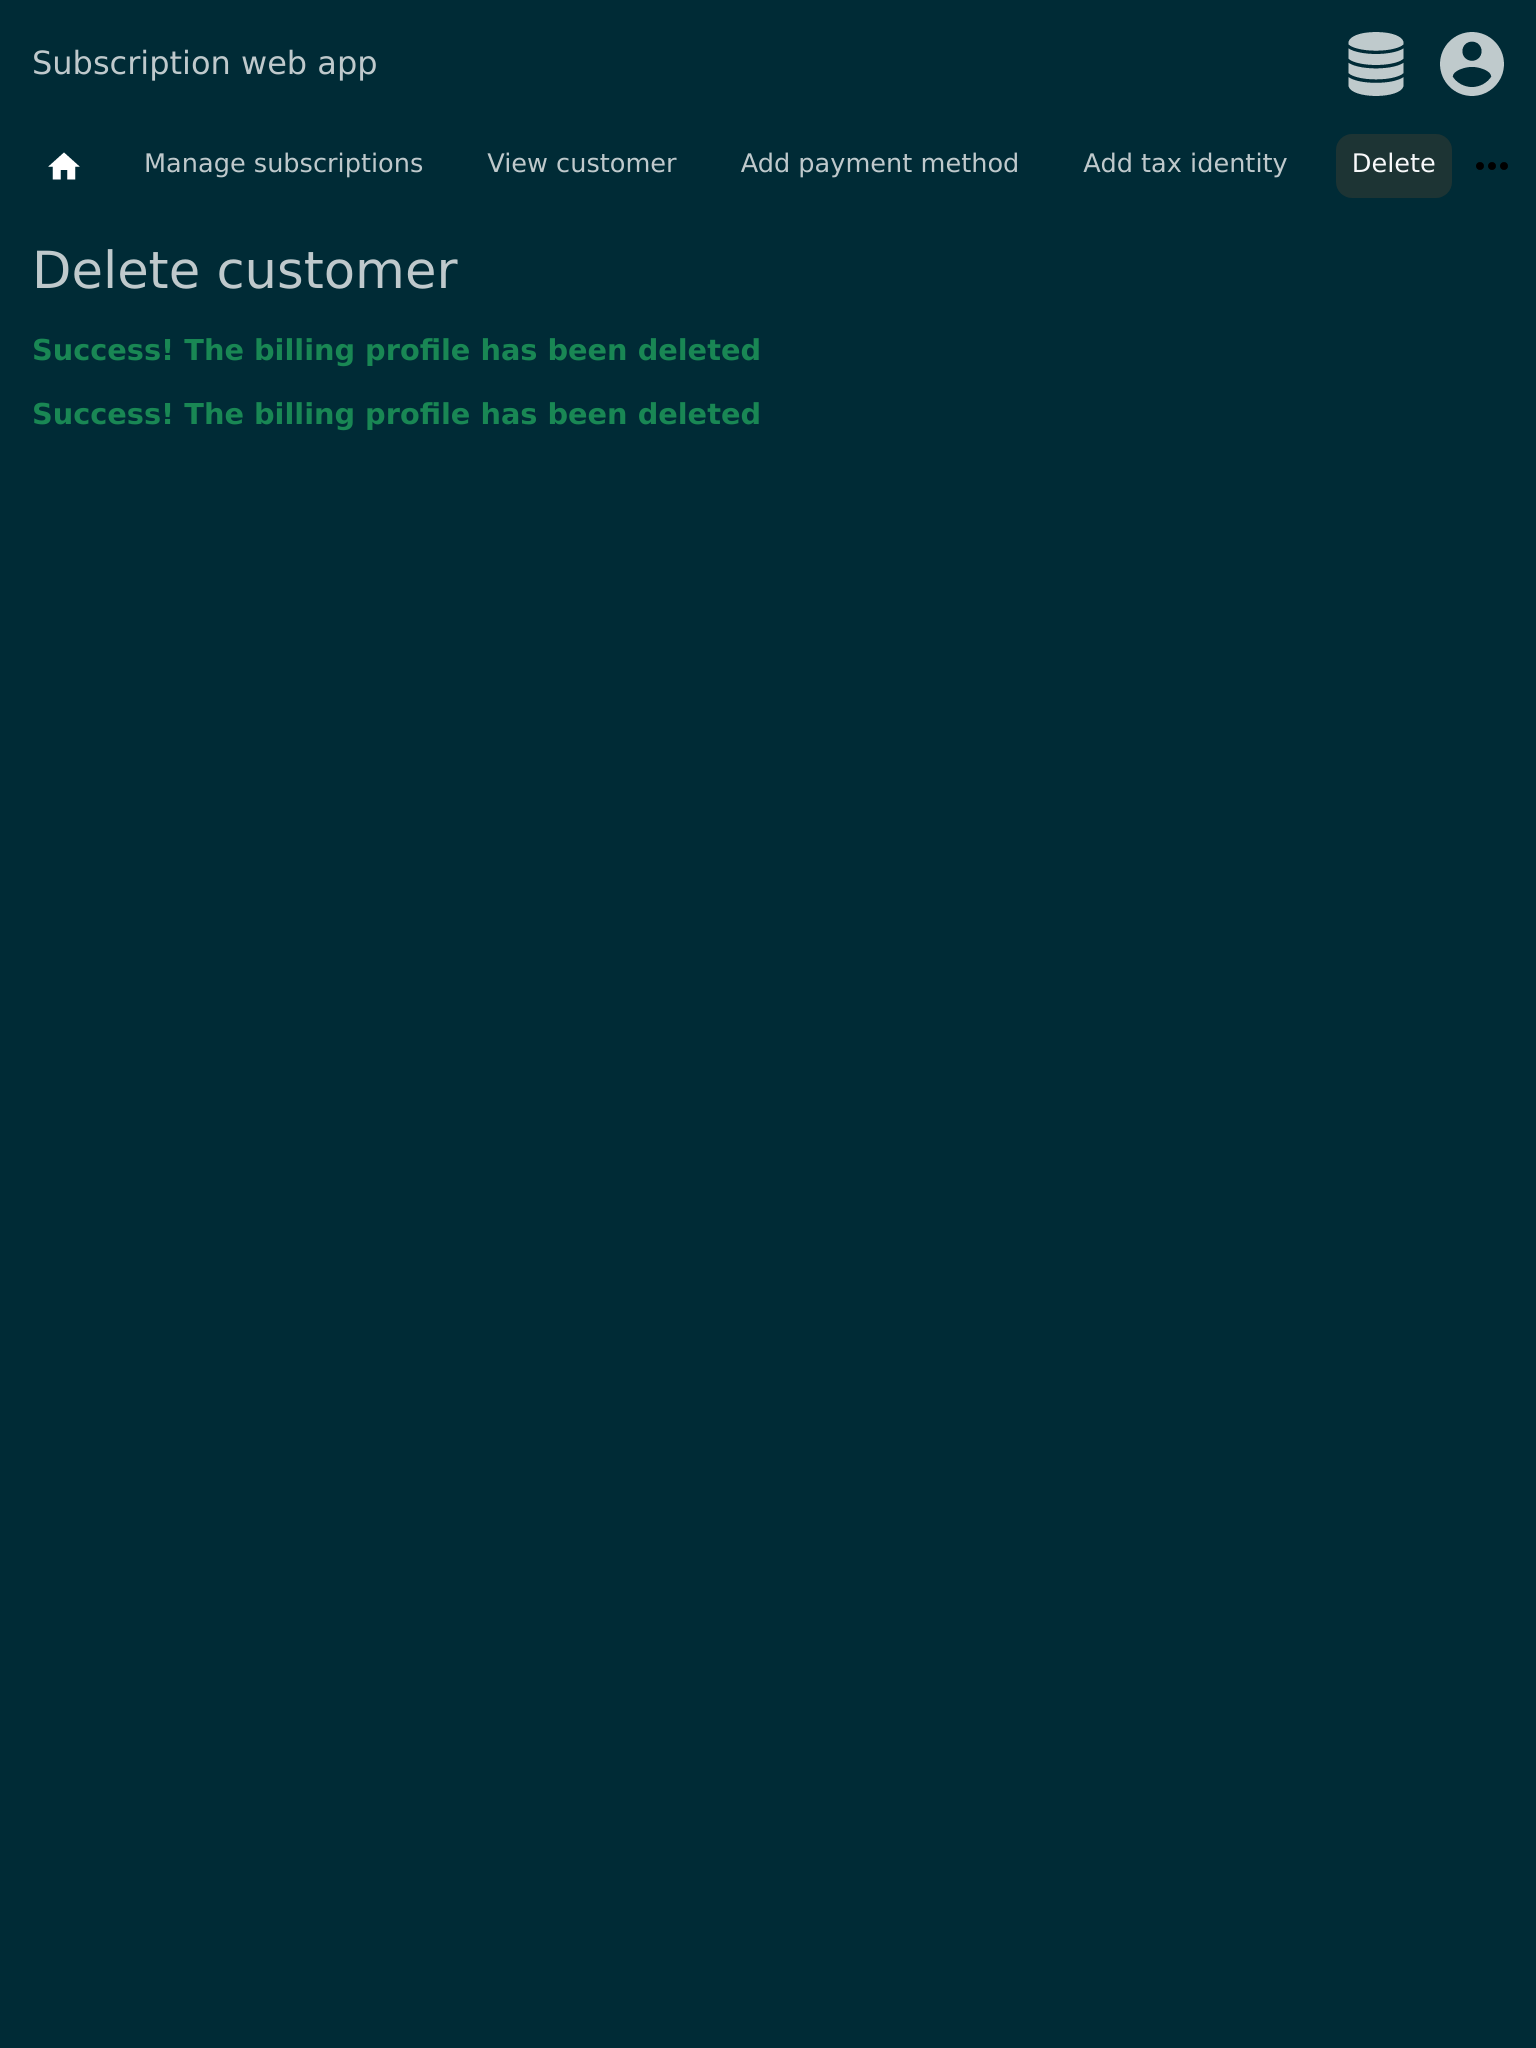 Subscription web app
Manage subscriptions View customer Add payment method Add tax identity Delete
Delete customer
Success! The billing profile has been deleted
Success! The billing profile has been deleted